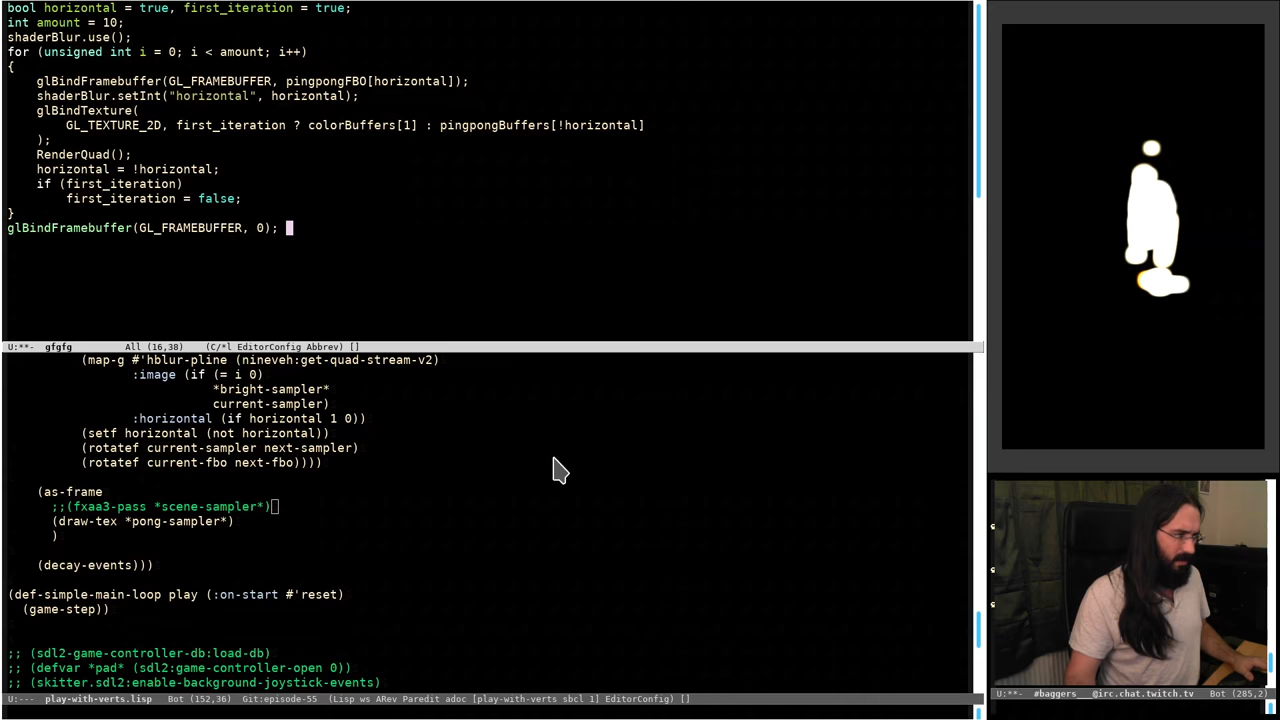 bool horizontal = true, first_iteration = true;
int amount = 10;
shaderBlur.use();
for (unsigned int i = 0; i < amount; i++)
{
    glBindFramebuffer(GL_FRAMEBUFFER, pingpongFBO[horizontal]);
    shaderBlur.setInt("horizontal", horizontal);
    glBindTexture(
        GL_TEXTURE_2D, first_iteration ? colorBuffers[1] : pingpongBuffers[!horizontal]
    );
    RenderQuad();
    horizontal = !horizontal;
    if (first_iteration)
        first_iteration = false;
}
glBindFramebuffer(GL_FRAMEBUFFER, 0);
U:**-  gfgfg          All (16,38)    (C/*l EditorConfig Abbrev) []
          (map-g #'hblur-pline (nineveh:get-quad-stream-v2)
                 :image (if (= i 0)
                            *bright-sampler*
                            current-sampler)
                 :horizontal (if horizontal 1 0))
          (setf horizontal (not horizontal))
          (rotatef current-sampler next-sampler)
          (rotatef current-fbo next-fbo))))
    (as-frame
      ;;(fxaa3-pass *scene-sampler*)
      (draw-tex *pong-sampler*)
      )
    (decay-events)))
(def-simple-main-loop play (:on-start #'reset)
  (game-step))
;; (sdl2-game-controller-db:load-db)
;; (defvar *pad* (sdl2:game-controller-open 0))
;; (skitter.sdl2:enable-background-joystick-events)
U:---  play-with-verts.lisp   Bot (152,36)   Git:episode-55  (Lisp ws ARev Paredit adoc [play-with-verts sbcl 1] EditorConfig) []
U:**-  #baggers___@irc.chat.twitch.tv   Bot (285,2)